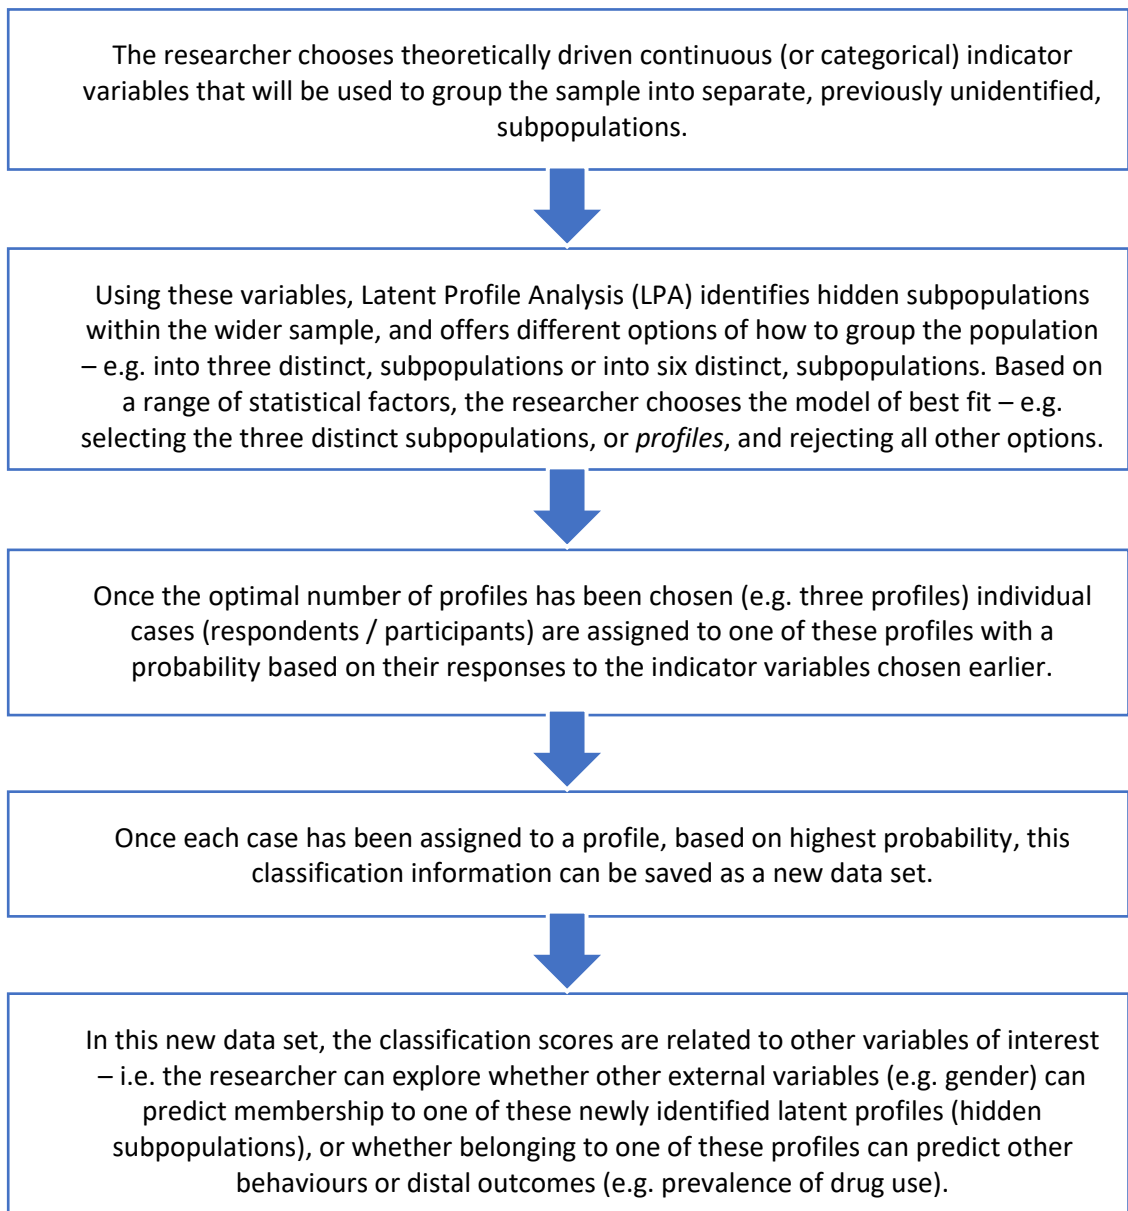 The researcher chooses theoretically driven continuous (or categorical) indicator
variables that will be used to group the sample into separate, previously unidentified,
subpopulations.
Using these variables, Latent Profile Analysis (LPA) identifies hidden subpopulations
within the wider sample, and offers different options of how to group the population
– e.g. into three distinct, subpopulations or into six distinct, subpopulations. Based on
a range of statistical factors, the researcher chooses the model of best fit – e.g.
selecting the three distinct subpopulations, or profiles, and rejecting all other options.
Once the optimal number of profiles has been chosen (e.g. three profiles) individual
cases (respondents / participants) are assigned to one of these profiles with a
probability based on their responses to the indicator variables chosen earlier.
Once each case has been assigned to a profile, based on highest probability, this
classification information can be saved as a new data set.
In this new data set, the classification scores are related to other variables of interest
– i.e. the researcher can explore whether other external variables (e.g. gender) can
predict membership to one of these newly identified latent profiles (hidden
subpopulations), or whether belonging to one of these profiles can predict other
behaviours or distal outcomes (e.g. prevalence of drug use).